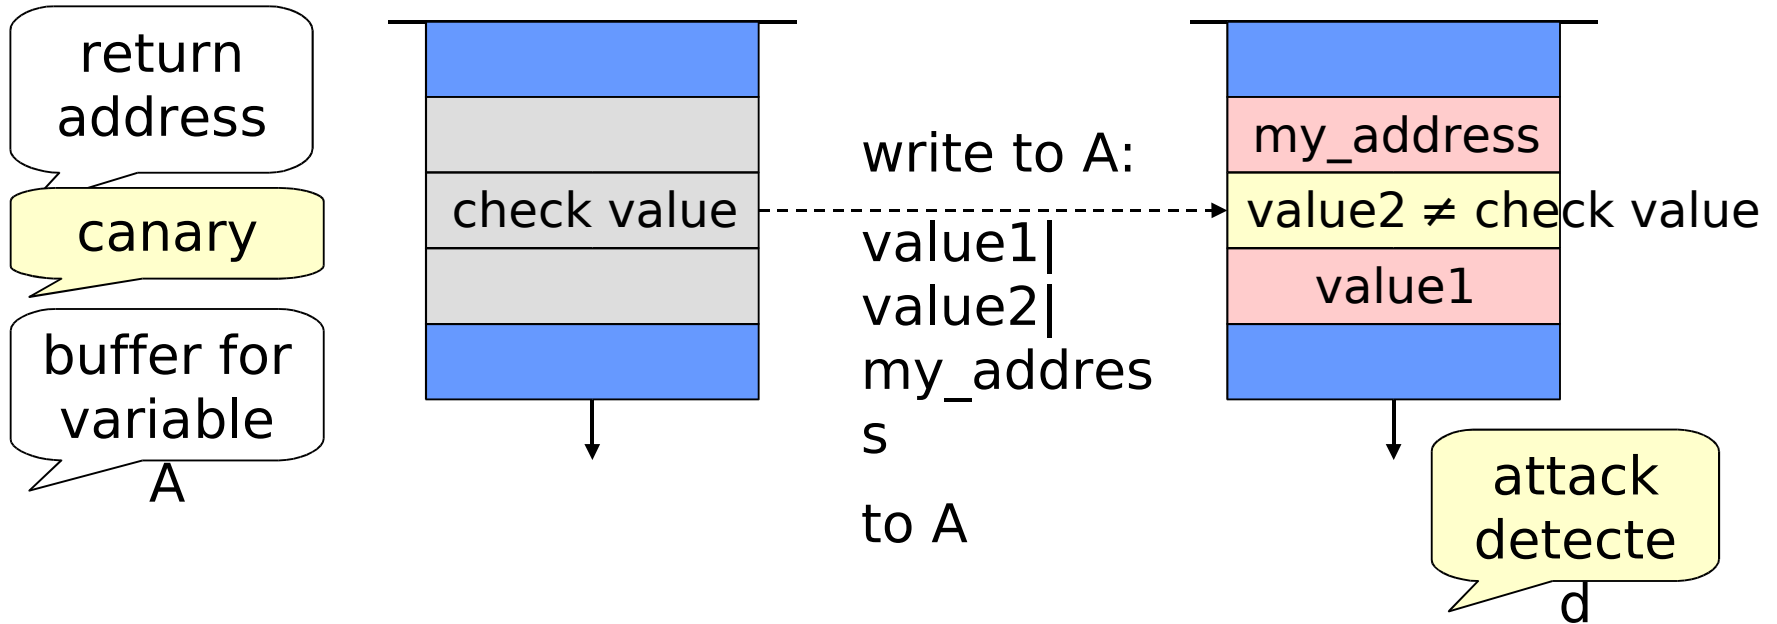 return
address
canary
buffer for
variable
A
check value
write to A:
value1|
value2|
my_addres
s
to A
my_address
value2 ≠ check value
value1
attack
detecte
d